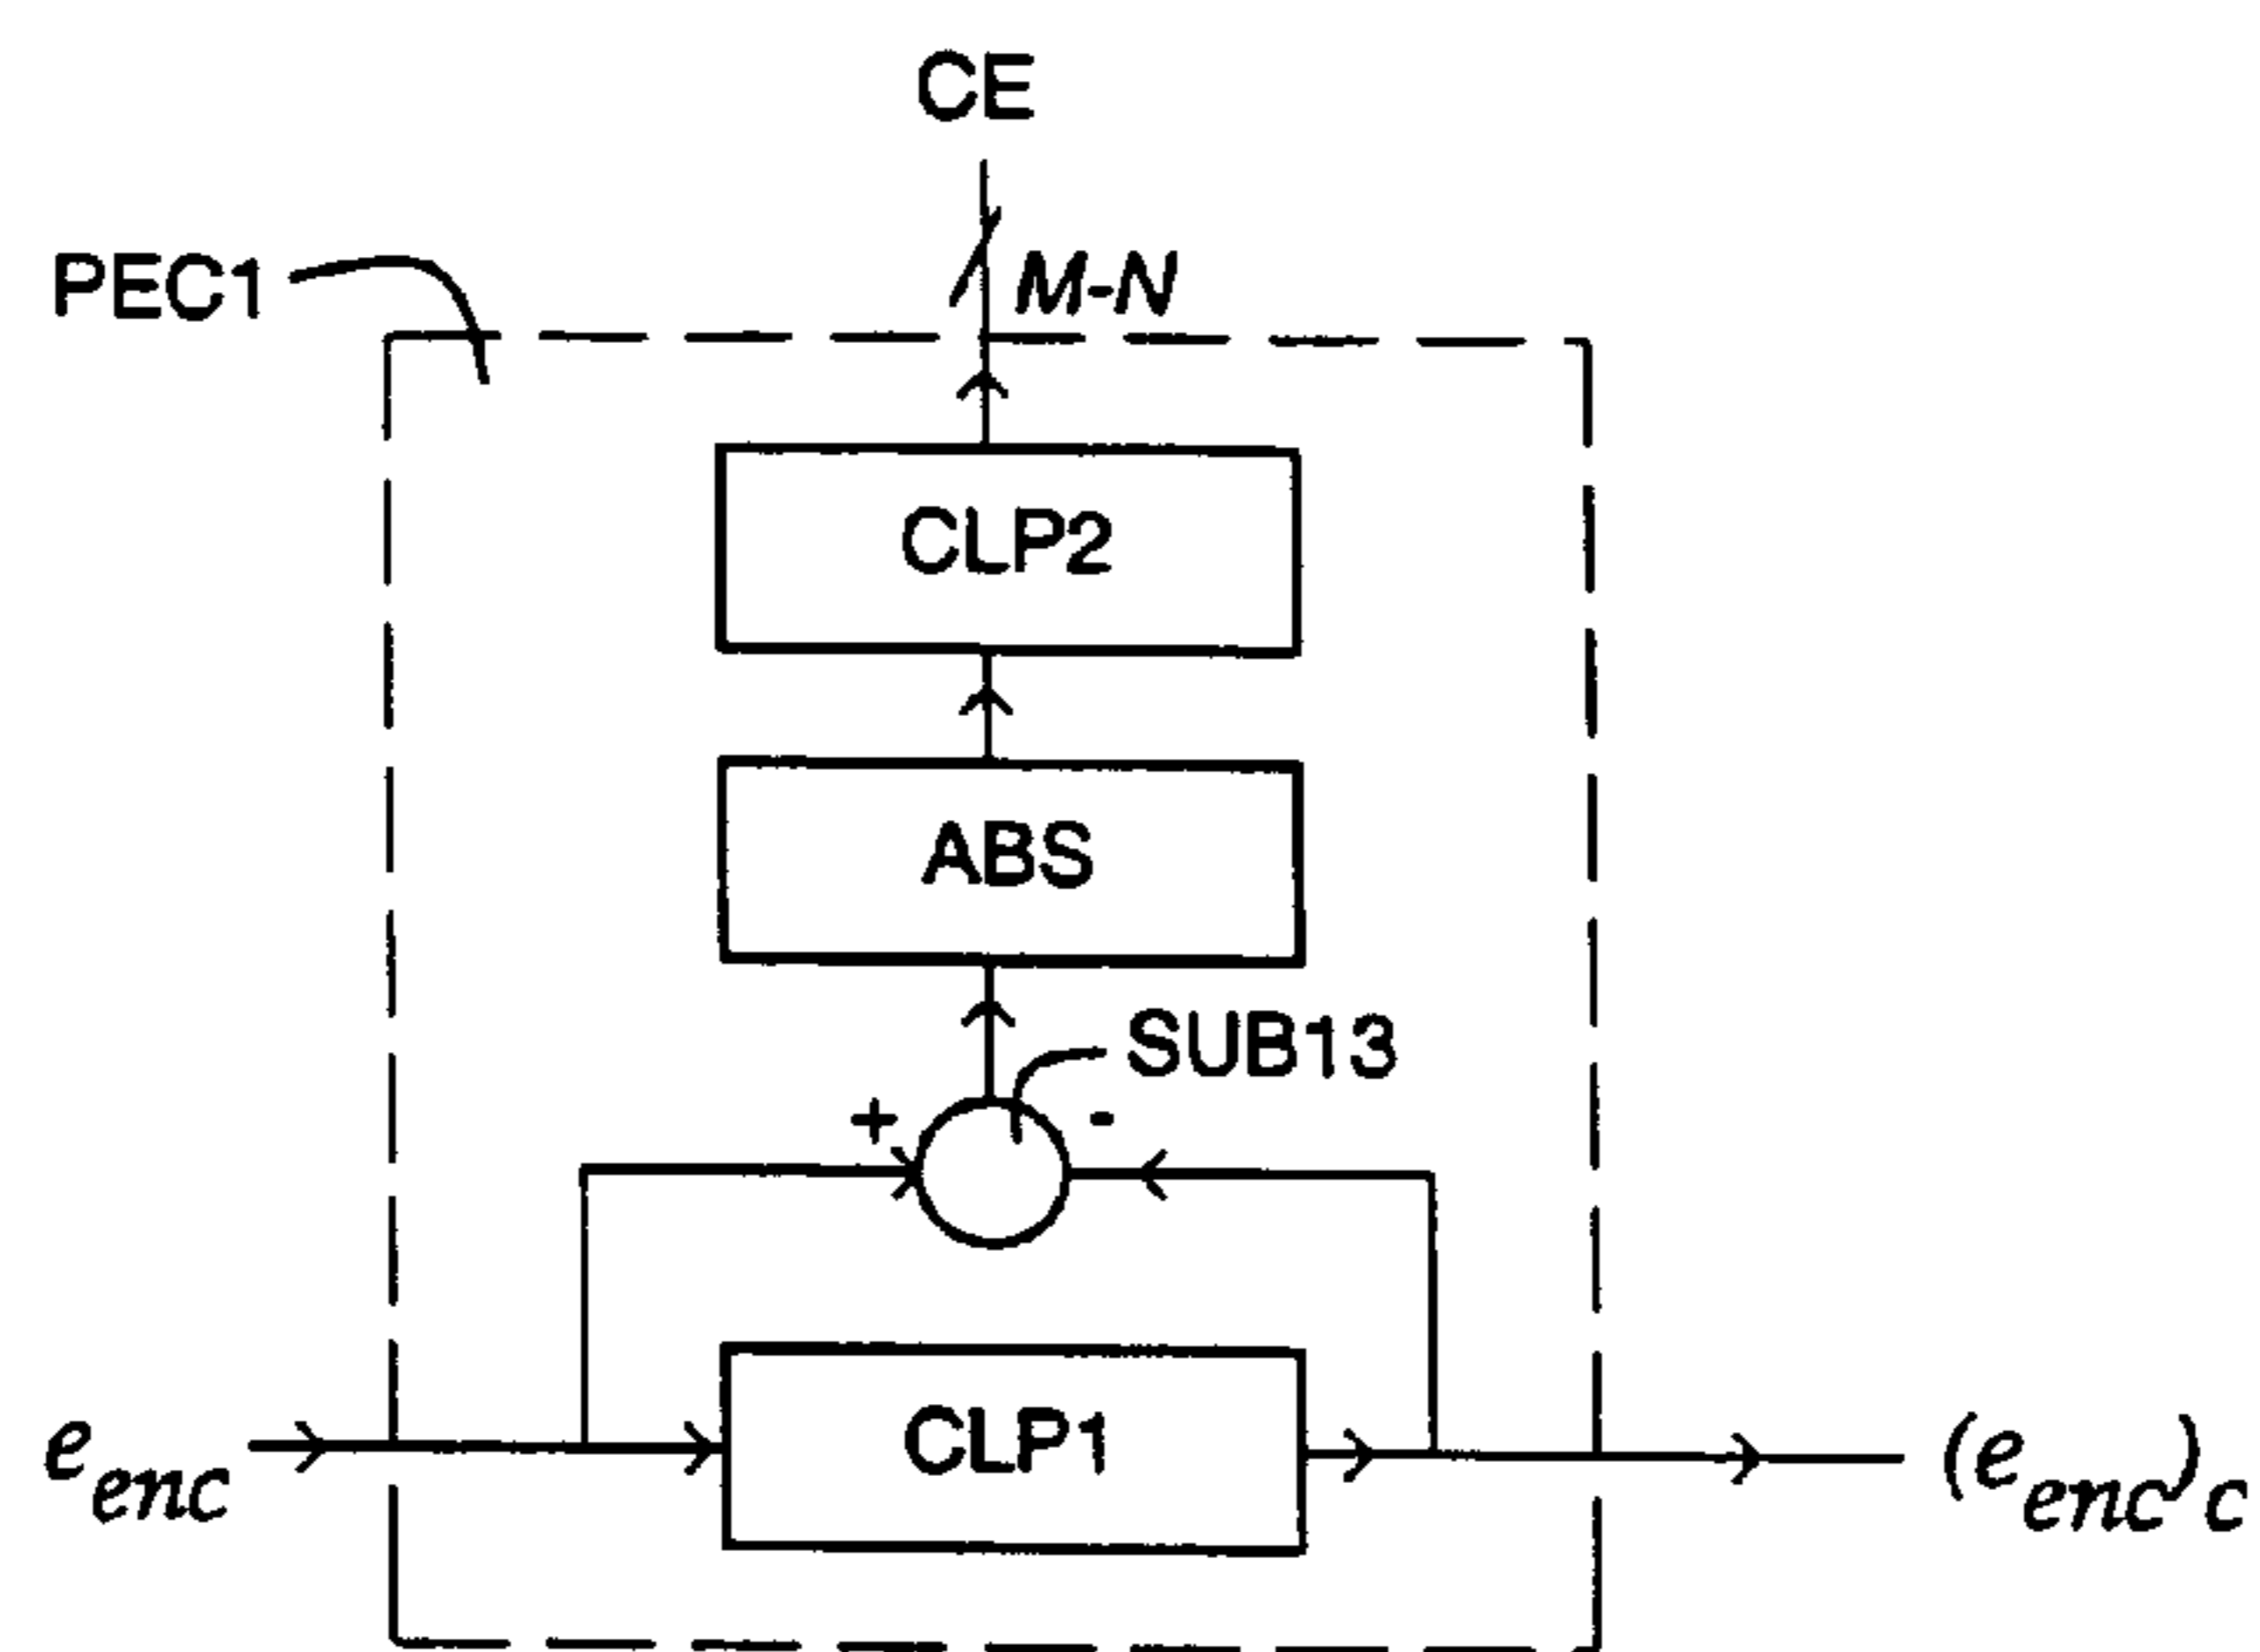 CE
M-N
PEC1
CLP2
ABS
SUB13
+
-
CLP1
e_enc
(e_enc)_c